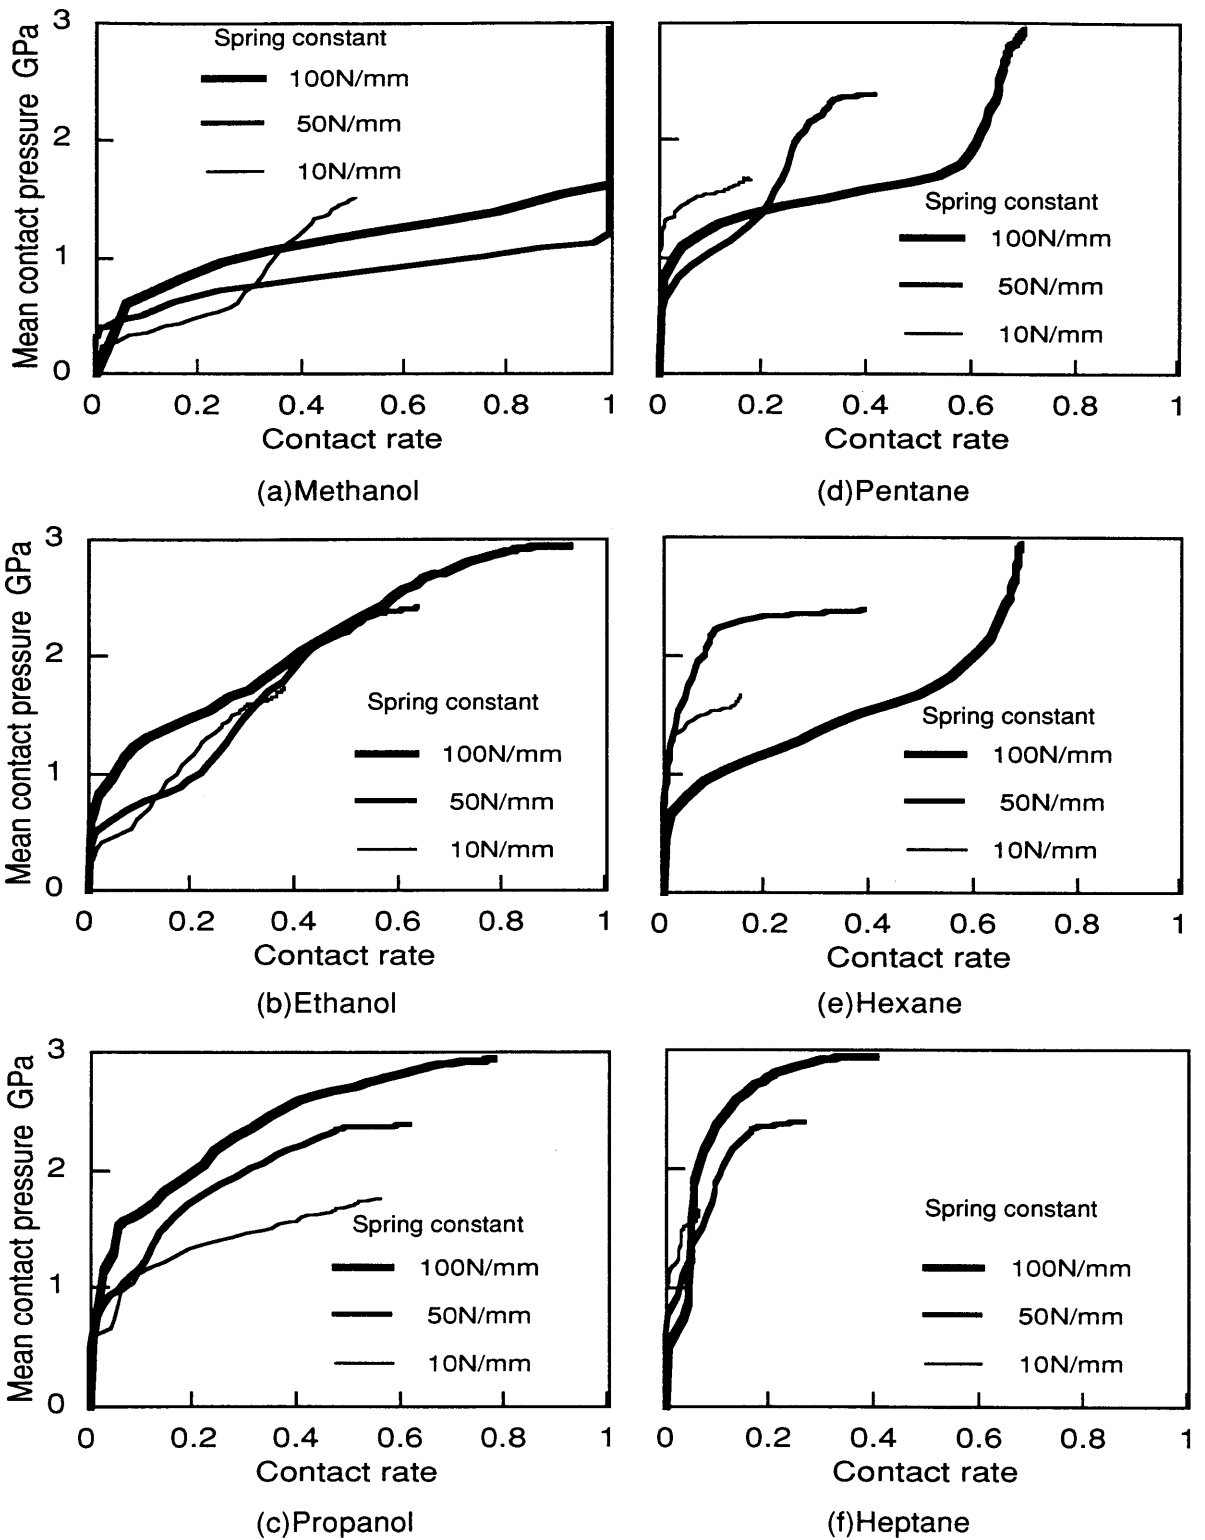 3
2
1
0
Mean contact pressure GPa
Spring constant
100N/mm
50N/mm
10N/mm
0 0.2 0.4 0.6 0.8 1
Contact rate
(a)Methanol
Spring constant
100N/mm
50N/mm
10N/mm
0 0.2 0.4 0.6 0.8 1
Contact rate
(d)Pentane
3
2
1
0
Mean contact pressure GPa
Spring constant
100N/mm
50N/mm
10N/mm
0 0.2 0.4 0.6 0.8 1
Contact rate
(b)Ethanol
Spring constant
100N/mm
50N/mm
10N/mm
0 0.2 0.4 0.6 0.8 1
Contact rate
(e)Hexane
3
2
1
0
Mean contact pressure GPa
Spring constant
100N/mm
50N/mm
10N/mm
0 0.2 0.4 0.6 0.8 1
Contact rate
(c)Propanol
Spring constant
100N/mm
50N/mm
10N/mm
0 0.2 0.4 0.6 0.8 1
Contact rate
(f)Heptane